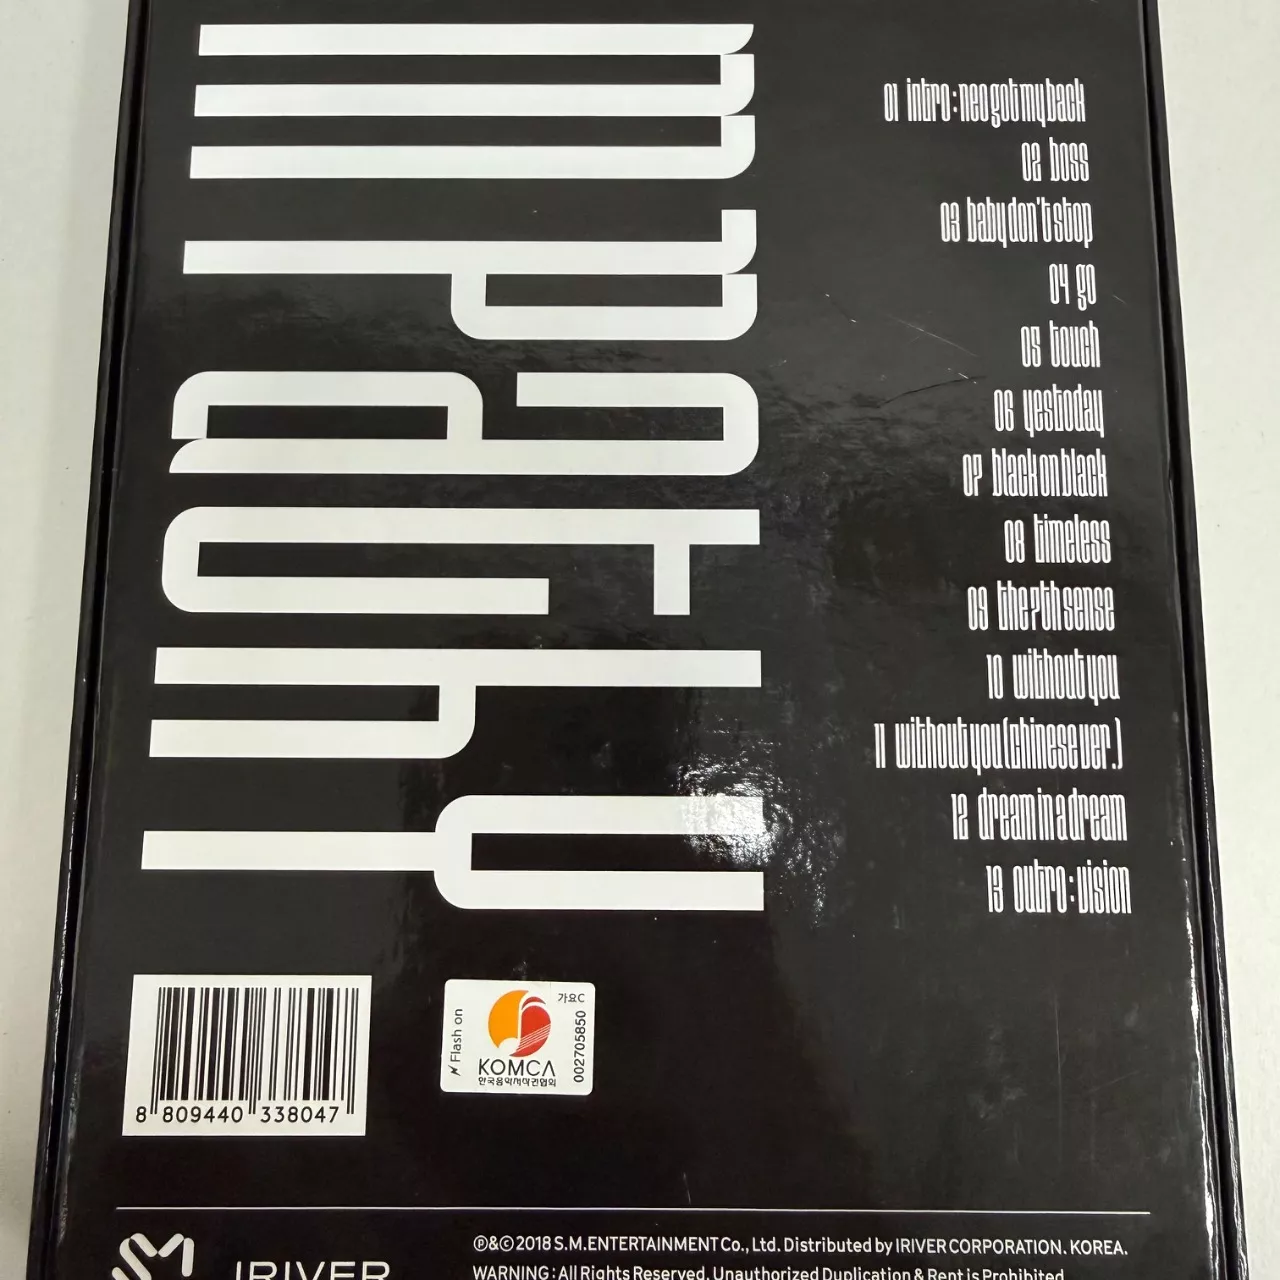 empathy
01 intro : neo got my back
02 boss
03 baby don't stop
04 go
05 touch
06 yestoday
07 black on black
08 timeless
09 the 7th sense
10 without you
11 without you (chinese ver.)
12 dream in a dream
13 outro : vision
8 809440 338047
Flash on
가요C
KOMCA
한국음악저작권협회
002705850
SM
IRIVER
℗&© 2018 S.M.ENTERTAINMENT Co., Ltd. Distributed by IRIVER CORPORATION. KOREA.
WARNING : All Rights Reserved. Unauthorized Duplication & Rent is Prohibited